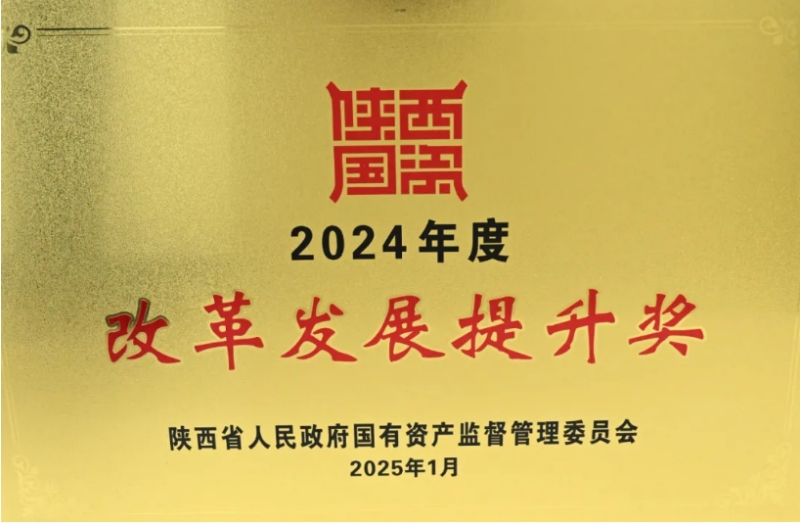 陕西
国资
2024年度
改革发展提升奖
陕西省人民政府国有资产监督管理委员会
2025年1月